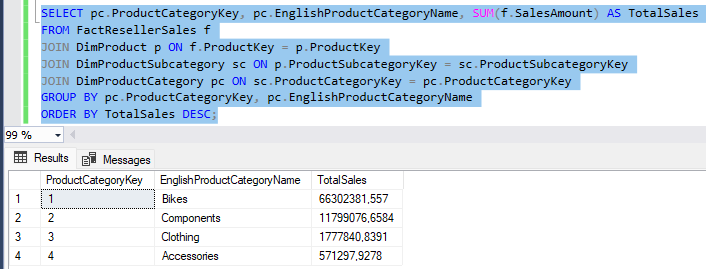 SELECT pc.ProductCategoryKey, pc.EnglishProductCategoryName, SUM(f.SalesAmount) AS TotalSales
FROM FactResellerSales f
JOIN DimProduct p ON f.ProductKey = p.ProductKey
JOIN DimProductSubcategory sc ON p.ProductSubcategoryKey = sc.ProductSubcategoryKey
JOIN DimProductCategory pc ON sc.ProductCategoryKey = pc.ProductCategoryKey
GROUP BY pc.ProductCategoryKey, pc.EnglishProductCategoryName
ORDER BY TotalSales DESC;
99 %
Results Messages
ProductCategoryKey EnglishProductCategoryName TotalSales
1 1 Bikes 66302381,557
2 2 Components 11799076,6584
3 3 Clothing 1777840,8391
4 4 Accessories 571297,9278